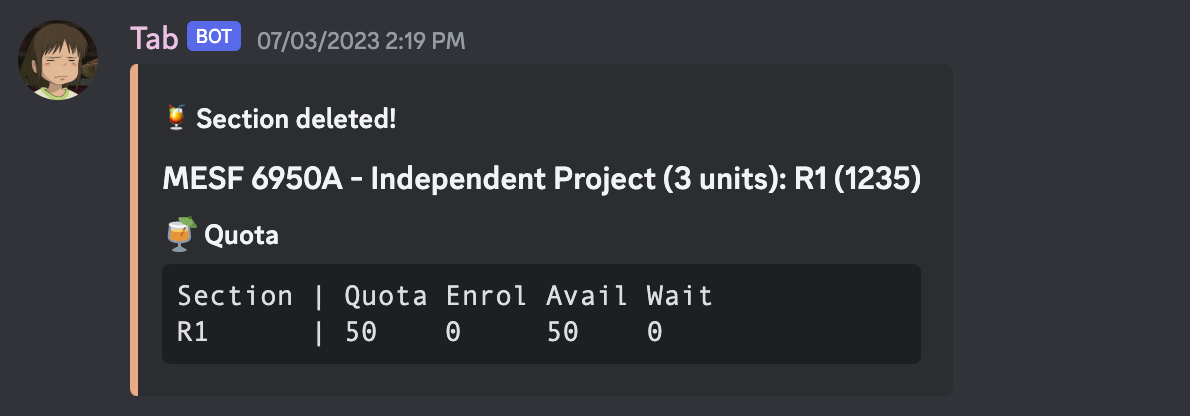 Tab BOT 07/03/2023 2:19 PM
🍹 Section deleted!
MESF 6950A - Independent Project (3 units): R1 (1235)
Quota
Section | Quota Enrol Avail Wait
R1      | 50    0     50    0